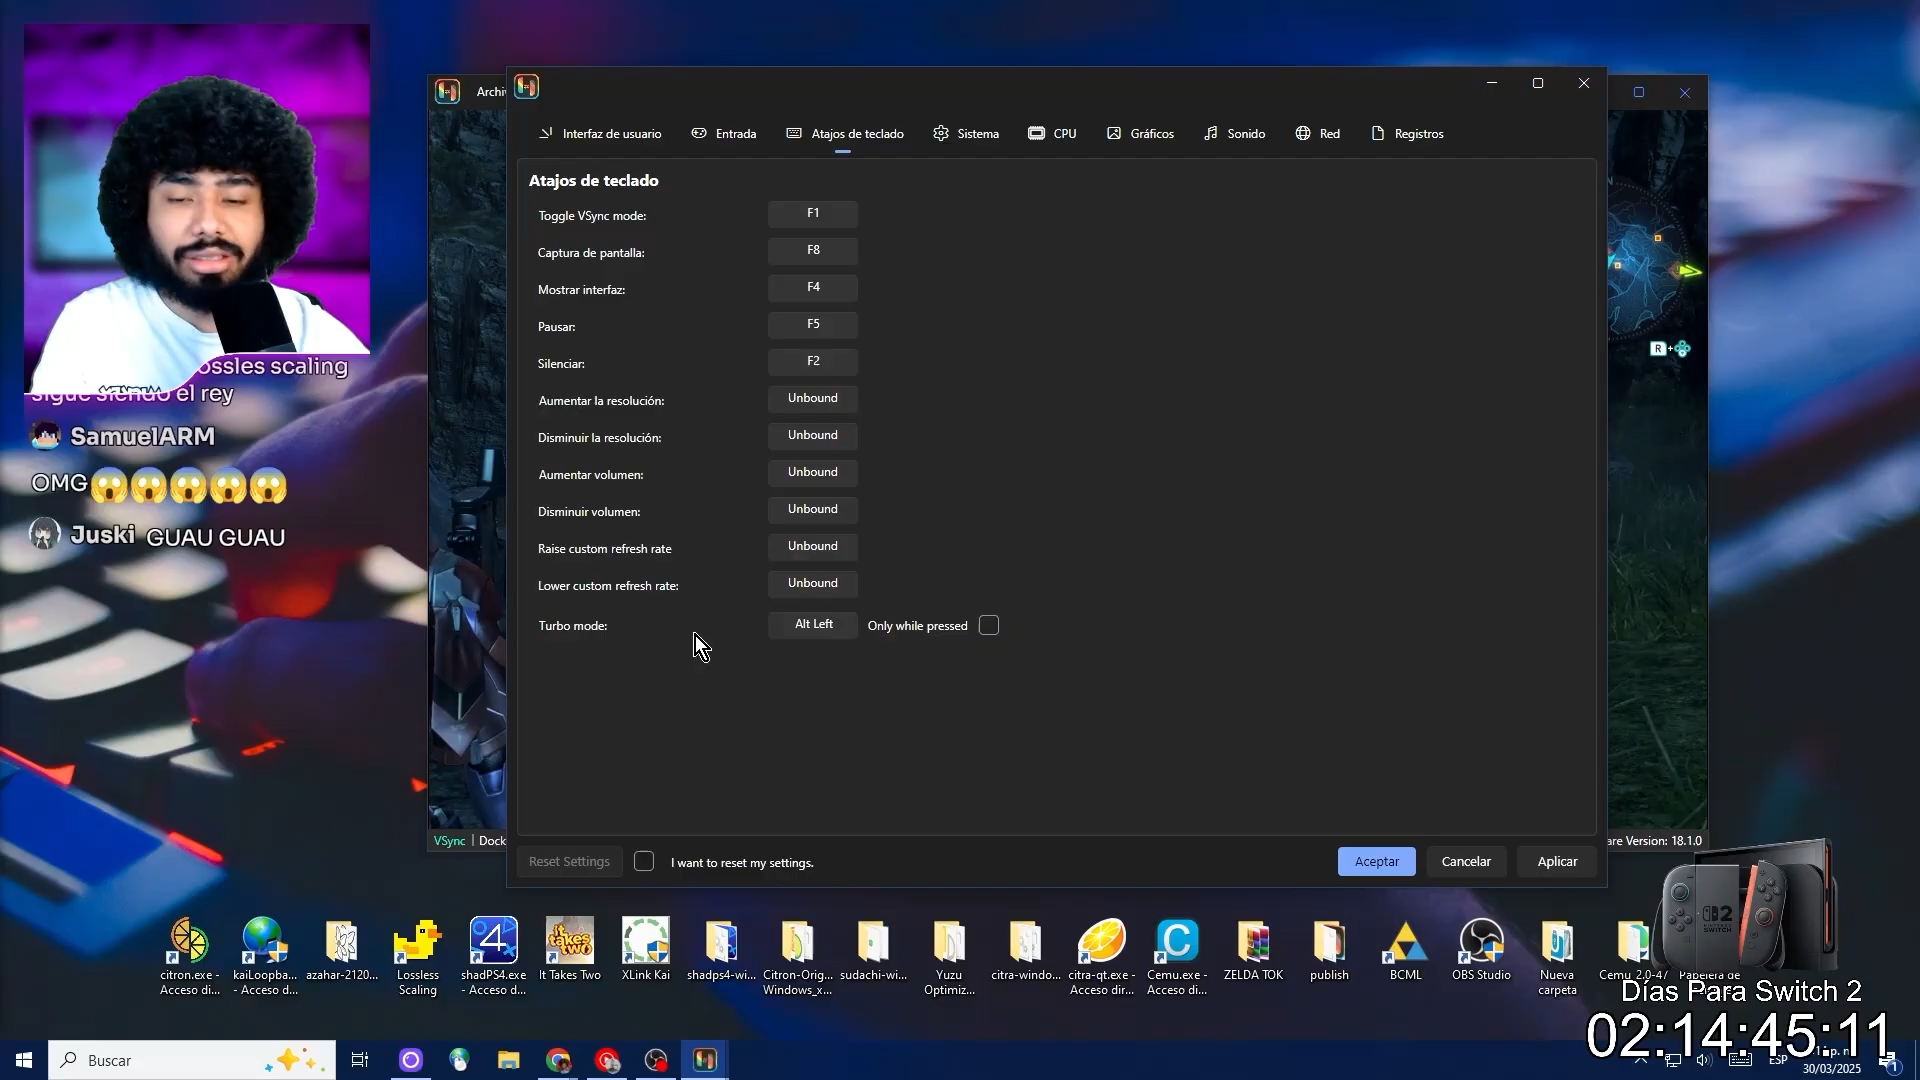 Archiv
Interfaz de usuario
Entrada
Atajos de teclado
Sistema
CPU
Gráficos
Sonido
Red
Registros
Atajos de teclado
Toggle VSync mode: F1
Captura de pantalla: F8
Mostrar interfaz: F4
Pausar: F5
Silenciar: F2
Aumentar la resolución: Unbound
Disminuir la resolución: Unbound
Aumentar volumen: Unbound
Disminuir volumen: Unbound
Raise custom refresh rate Unbound
Lower custom refresh rate: Unbound
Turbo mode: Alt Left Only while pressed
Reset Settings I want to reset my settings.
Aceptar Cancelar Aplicar
VSync | Dock
are Version: 18.1.0
R+
ossles scaling
sigue siendo el rey
SamuelARM
OMG😱😱😱😱😱
Juski GUAU GUAU
citron.exe - Acceso di...
kaiLoopba... - Acceso d...
azahar-2120...
Lossless Scaling
shadPS4.exe - Acceso d...
It Takes Two
XLink Kai
shadps4-wi...
Citron-Orig... Windows_x...
sudachi-wi...
Yuzu Optimiz...
citra-windo...
citra-qt.exe - Acceso dir...
Cemu.exe - Acceso di...
ZELDA TOK
publish
BCML
OBS Studio
Nueva carpeta
Cemu_2.0-47
Papelera de
Días Para Switch 2
02:14:45:11
Buscar
ESP
30/03/2025
1